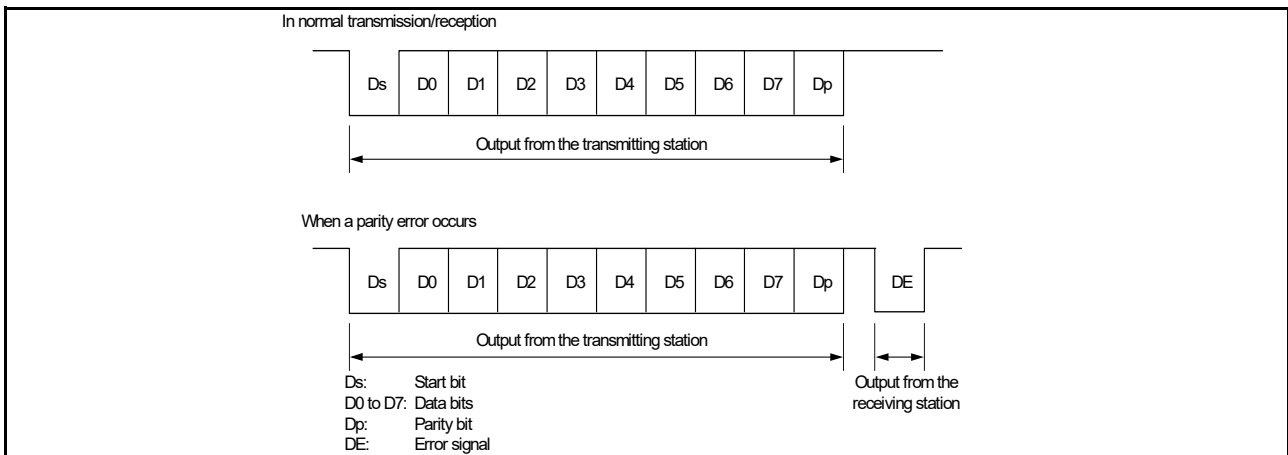 In normal transmission/reception
Ds D0 D1 D2 D3 D4 D5 D6 D7 Dp
Output from the transmitting station
When a parity error occurs
Ds D0 D1 D2 D3 D4 D5 D6 D7 Dp DE
Output from the transmitting station
Output from the
receiving station
Ds: Start bit
D0 to D7: Data bits
Dp: Parity bit
DE: Error signal